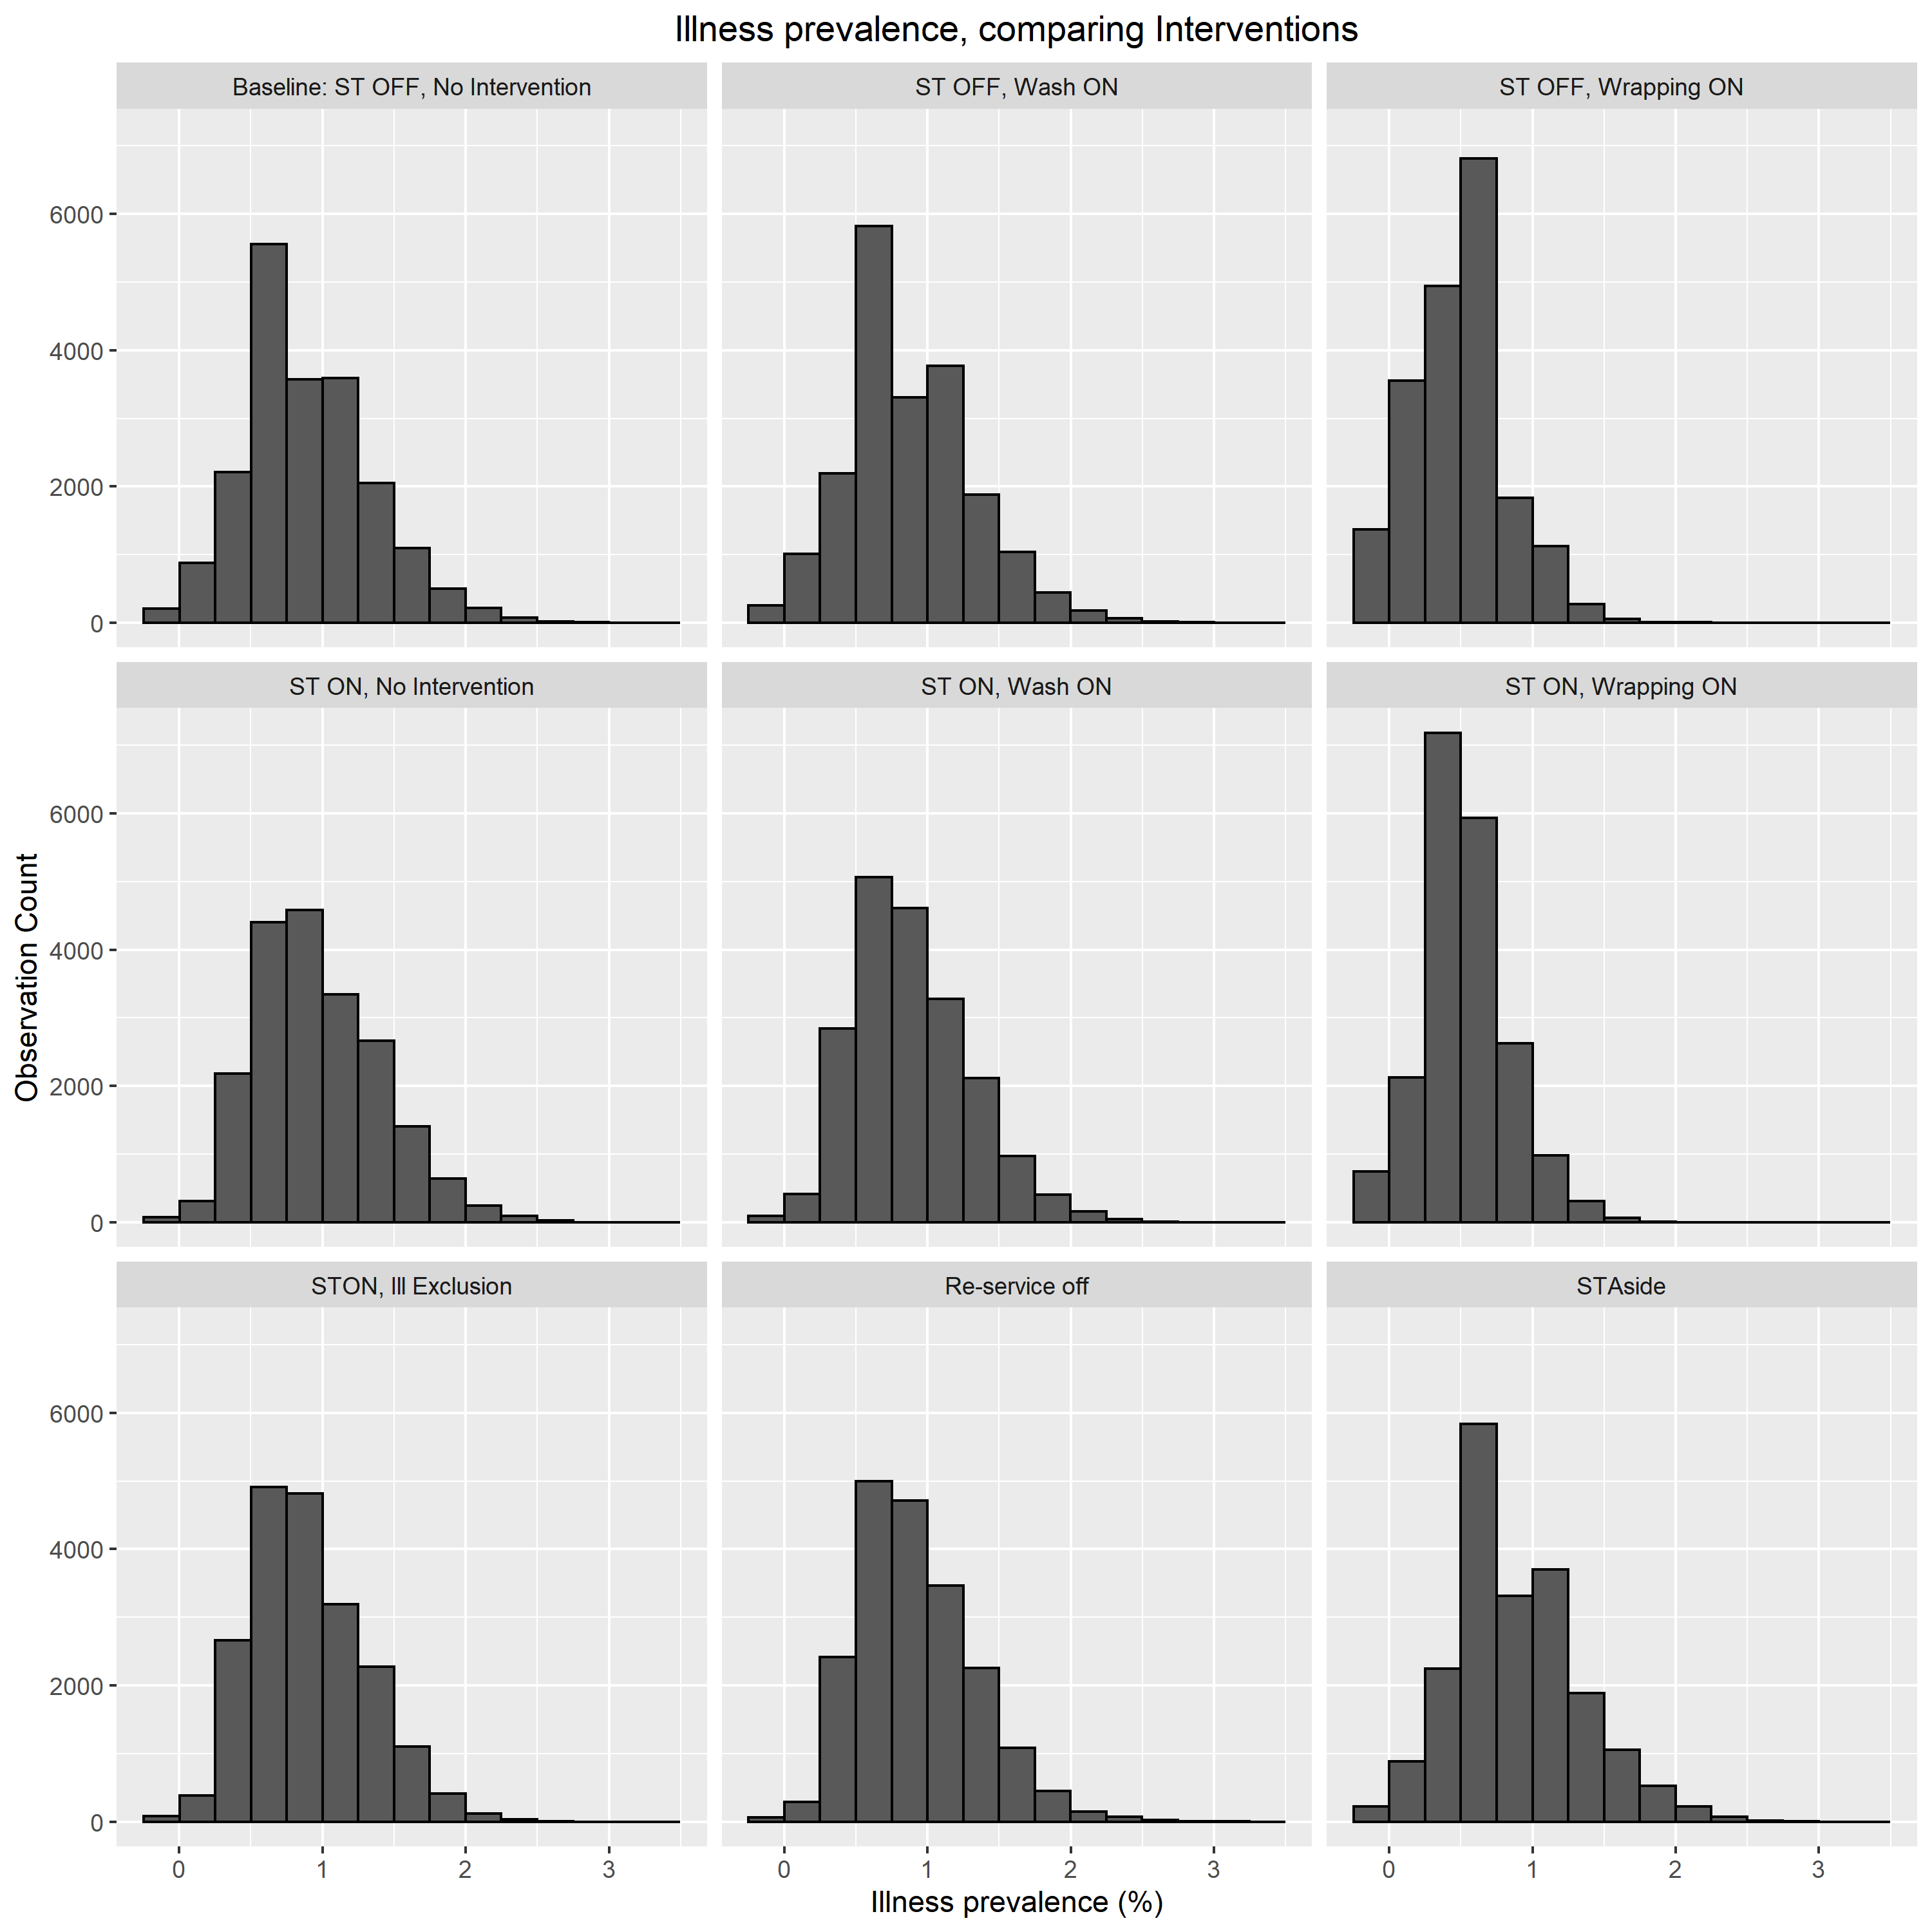 Illness prevalence, comparing Interventions
Baseline: ST OFF, No Intervention
ST OFF, Wash ON
ST OFF, Wrapping ON
6000
4000
2000
0
ST ON, No Intervention
ST ON, Wash ON
ST ON, Wrapping ON
6000
4000
2000
0
Observation Count
STON, Ill Exclusion
Re-service off
STAside
6000
4000
2000
0
0 1 2 3
0 1 2 3
0 1 2 3
Illness prevalence (%)